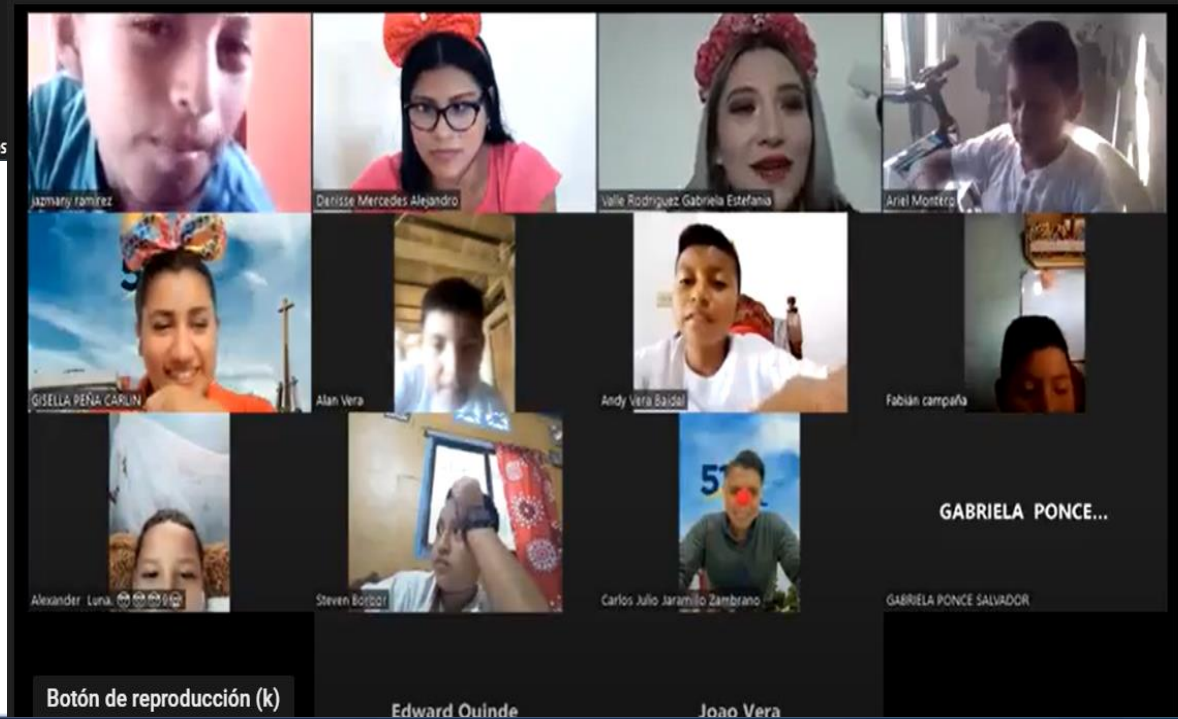 s
jazmany ramirez
Denisse Mercedes Alejandro
Valle Rodriguez Gabriela Estefania
Ariel Montero
GISELLA PEÑA CARLIN
Alan Vera
Andy Vera Baidal
Fabián campaña
5
Alexander Luna.
Steven Borbor
Carlos Julio Jaramillo Zambrano
51
GABRIELA PONCE...
GABRIELA PONCE SALVADOR
Botón de reproducción (k)
Edward Quinde
Joao Vera